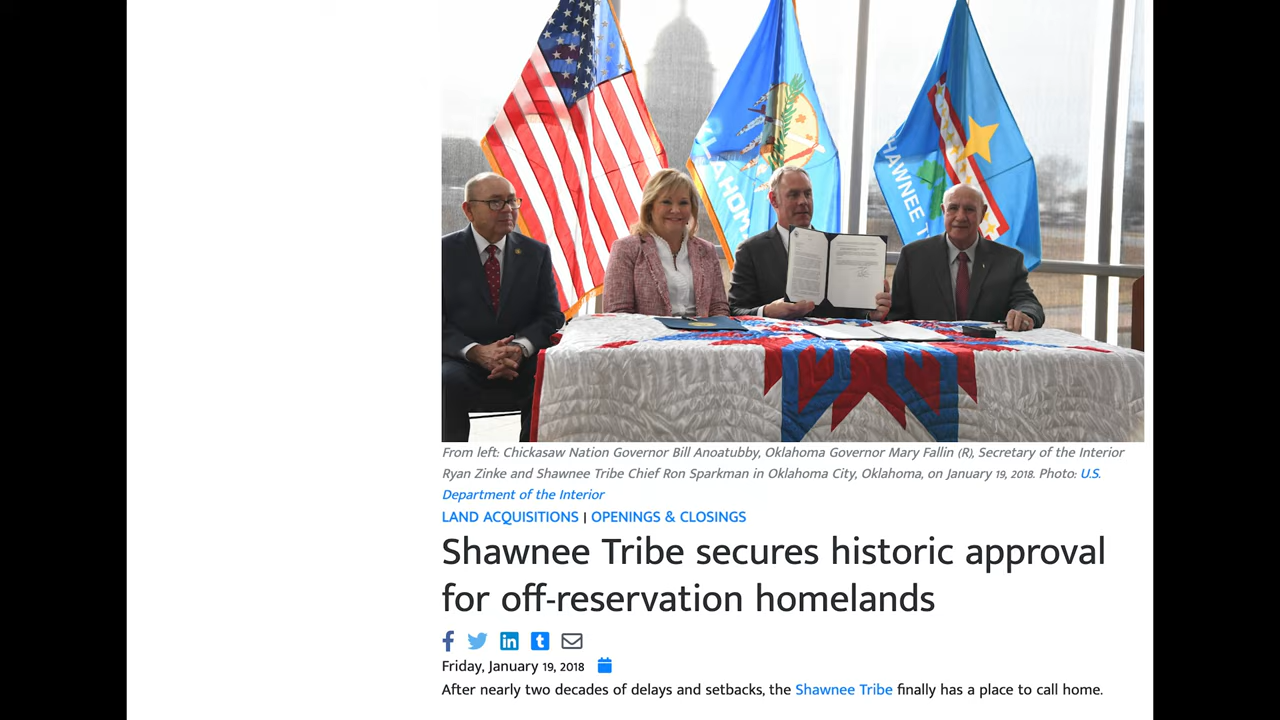 OKLAHOMA
SHAWNEE T
From left: Chickasaw Nation Governor Bill Anoatubby, Oklahoma Governor Mary Fallin (R), Secretary of the Interior
Ryan Zinke and Shawnee Tribe Chief Ron Sparkman in Oklahoma City, Oklahoma, on January 19, 2018. Photo: U.S.
Department of the Interior
LAND ACQUISITIONS | OPENINGS & CLOSINGS
Shawnee Tribe secures historic approval
for off-reservation homelands
Friday, January 19, 2018
After nearly two decades of delays and setbacks, the Shawnee Tribe finally has a place to call home.